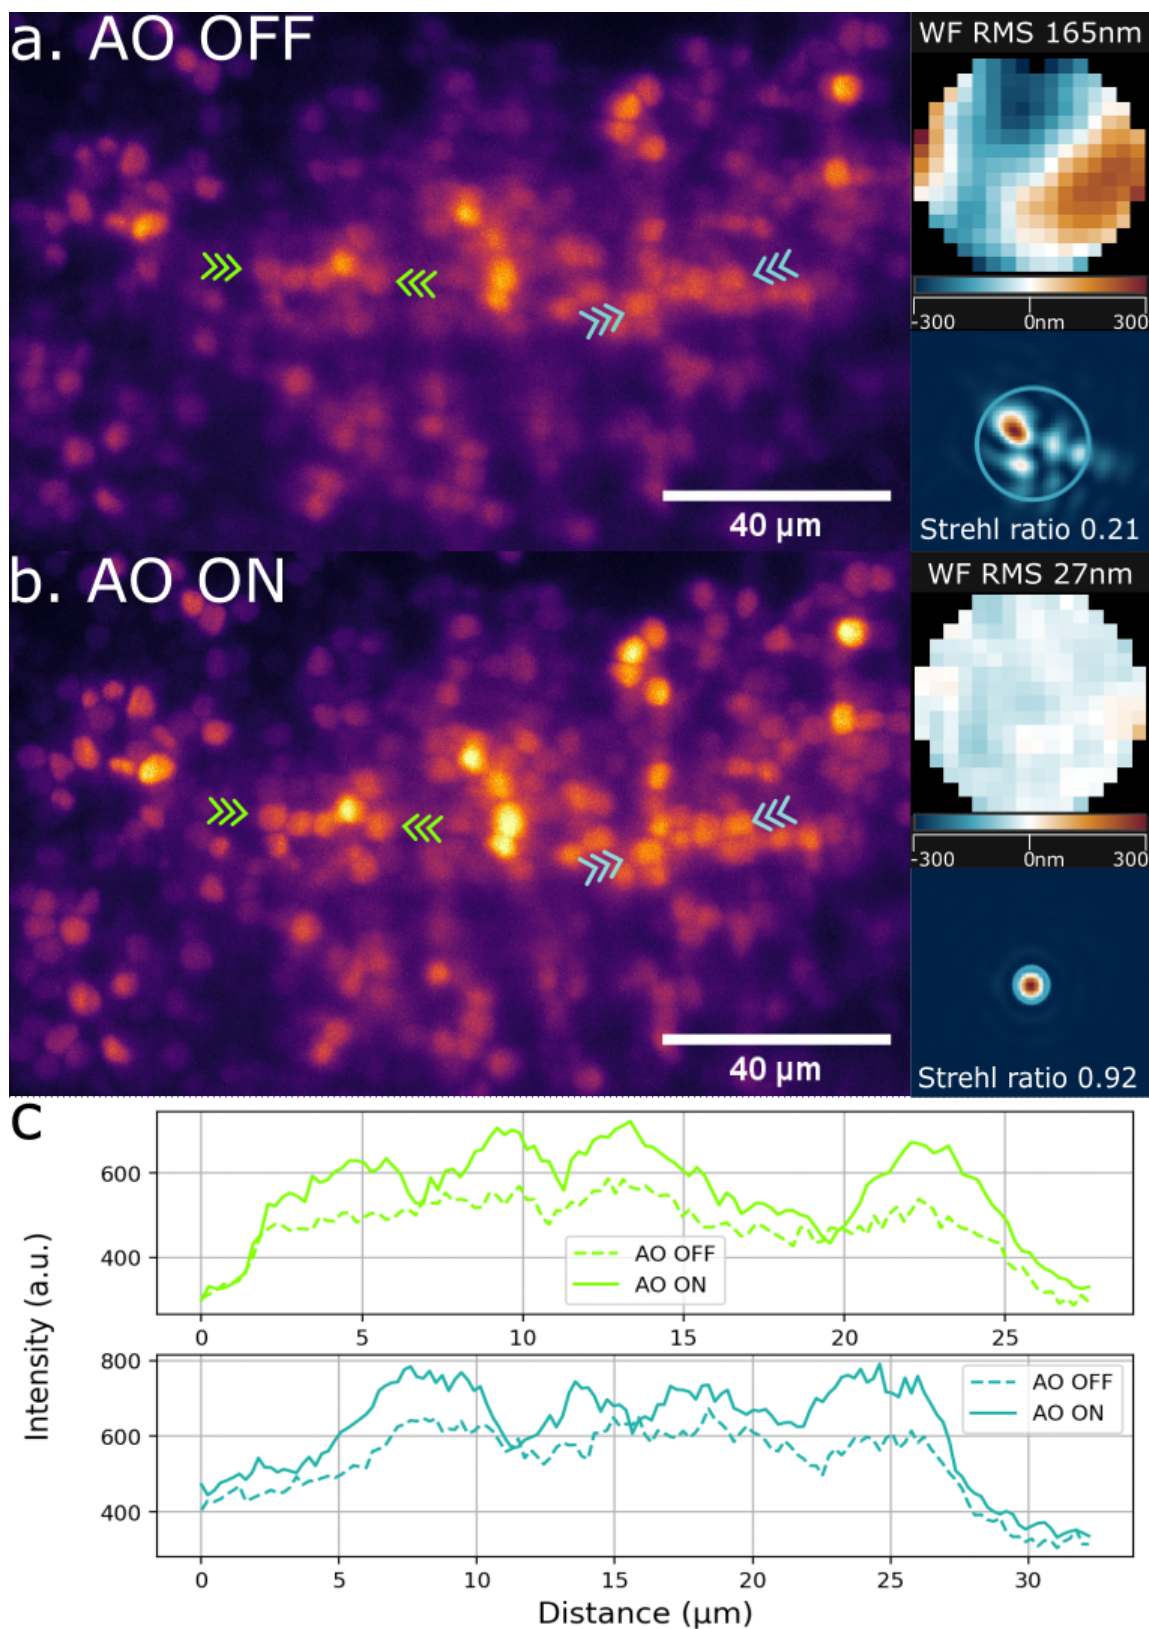 a. AO OFF
WF RMS 165nm
-300 0nm 300
40 µm
Strehl ratio 0.21
b. AO ON
WF RMS 27nm
-300 0nm 300
40 µm
Strehl ratio 0.92
c
600
400
AO OFF
AO ON
0 5 10 15 20 25
Intensity (a.u.)
800
600
400
AO OFF
AO ON
0 5 10 15 20 25 30
Distance (µm)